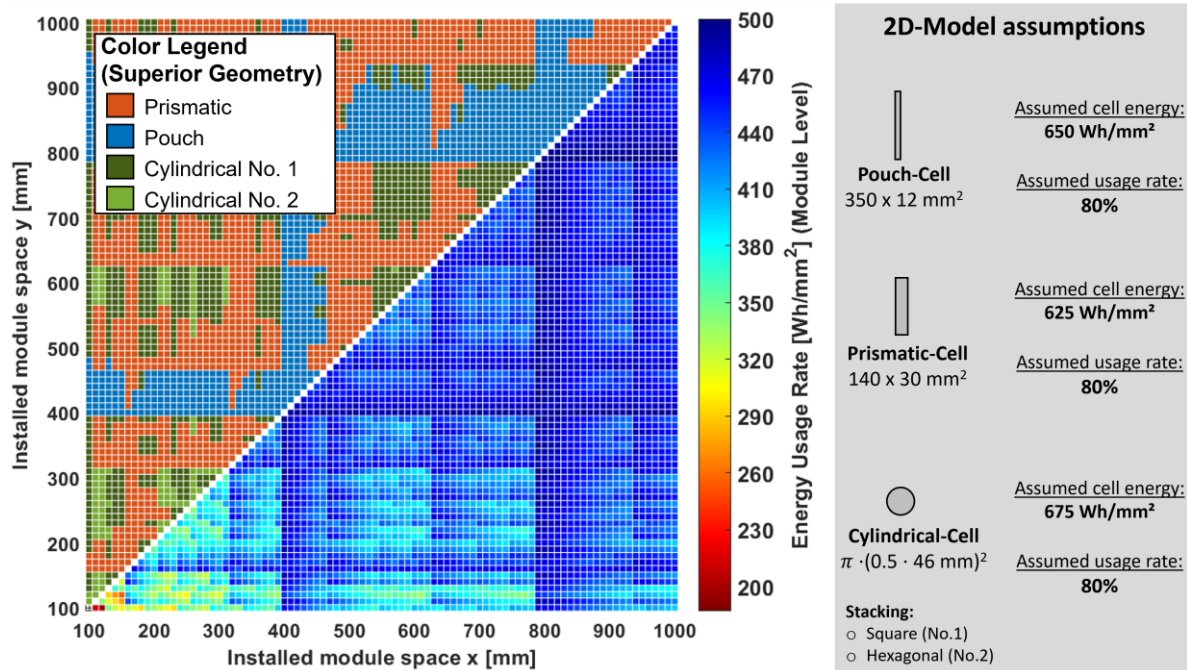 Color Legend
(Superior Geometry)
Prismatic
Pouch
Cylindrical No. 1
Cylindrical No. 2
1000
900
800
700
600
500
400
300
200
100
Installed module space y [mm]
100 200 300 400 500 600 700 800 900 1000
Installed module space x [mm]
500
470
440
410
380
350
320
290
260
230
200
Energy Usage Rate [Wh/mm²] (Module Level)
2D-Model assumptions
Pouch-Cell
350 x 12 mm²
Assumed cell energy:
650 Wh/mm²
Assumed usage rate:
80%
Prismatic-Cell
140 x 30 mm²
Assumed cell energy:
625 Wh/mm²
Assumed usage rate:
80%
Cylindrical-Cell
π ·(0.5 · 46 mm)²
Assumed cell energy:
675 Wh/mm²
Assumed usage rate:
80%
Stacking:
○ Square (No.1)
○ Hexagonal (No.2)